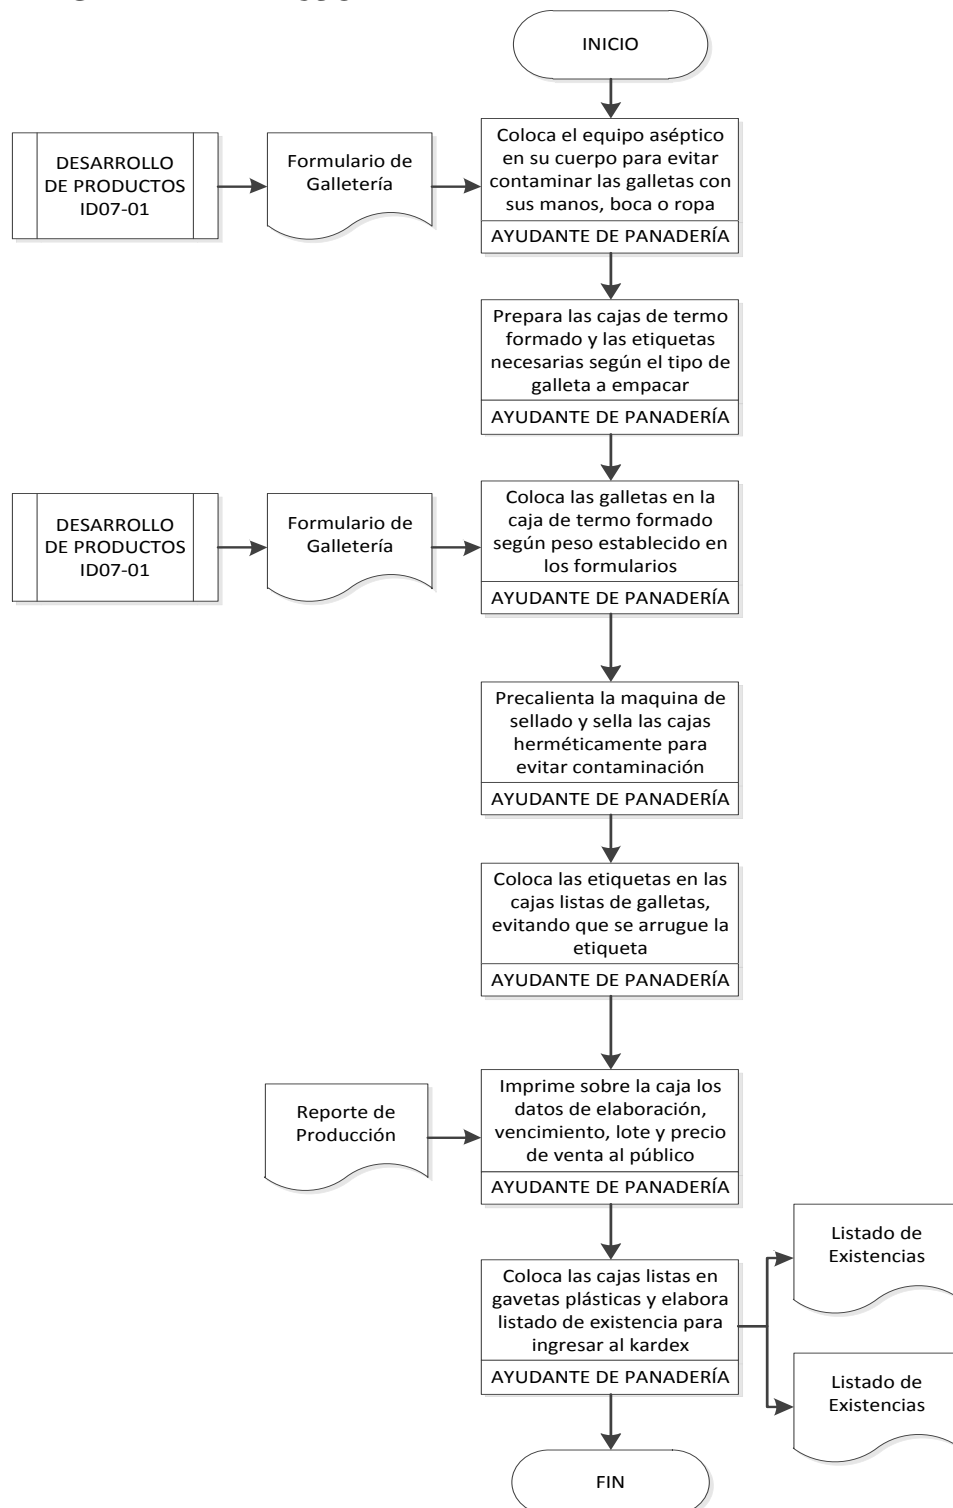 INICIO
DESARROLLO
DE PRODUCTOS
ID07-01
Formulario de
Galletería
Coloca el equipo aséptico
en su cuerpo para evitar
contaminar las galletas con
sus manos, boca o ropa
AYUDANTE DE PANADERÍA
Prepara las cajas de termo
formado y las etiquetas
necesarias según el tipo de
galleta a empacar
AYUDANTE DE PANADERÍA
DESARROLLO
DE PRODUCTOS
ID07-01
Formulario de
Galletería
Coloca las galletas en la
caja de termo formado
según peso establecido en
los formularios
AYUDANTE DE PANADERÍA
Precalienta la maquina de
sellado y sella las cajas
herméticamente para
evitar contaminación
AYUDANTE DE PANADERÍA
Coloca las etiquetas en las
cajas listas de galletas,
evitando que se arrugue la
etiqueta
AYUDANTE DE PANADERÍA
Reporte de
Producción
Imprime sobre la caja los
datos de elaboración,
vencimiento, lote y precio
de venta al público
AYUDANTE DE PANADERÍA
Coloca las cajas listas en
gavetas plásticas y elabora
listado de existencia para
ingresar al kardex
AYUDANTE DE PANADERÍA
Listado de
Existencias
Listado de
Existencias
FIN